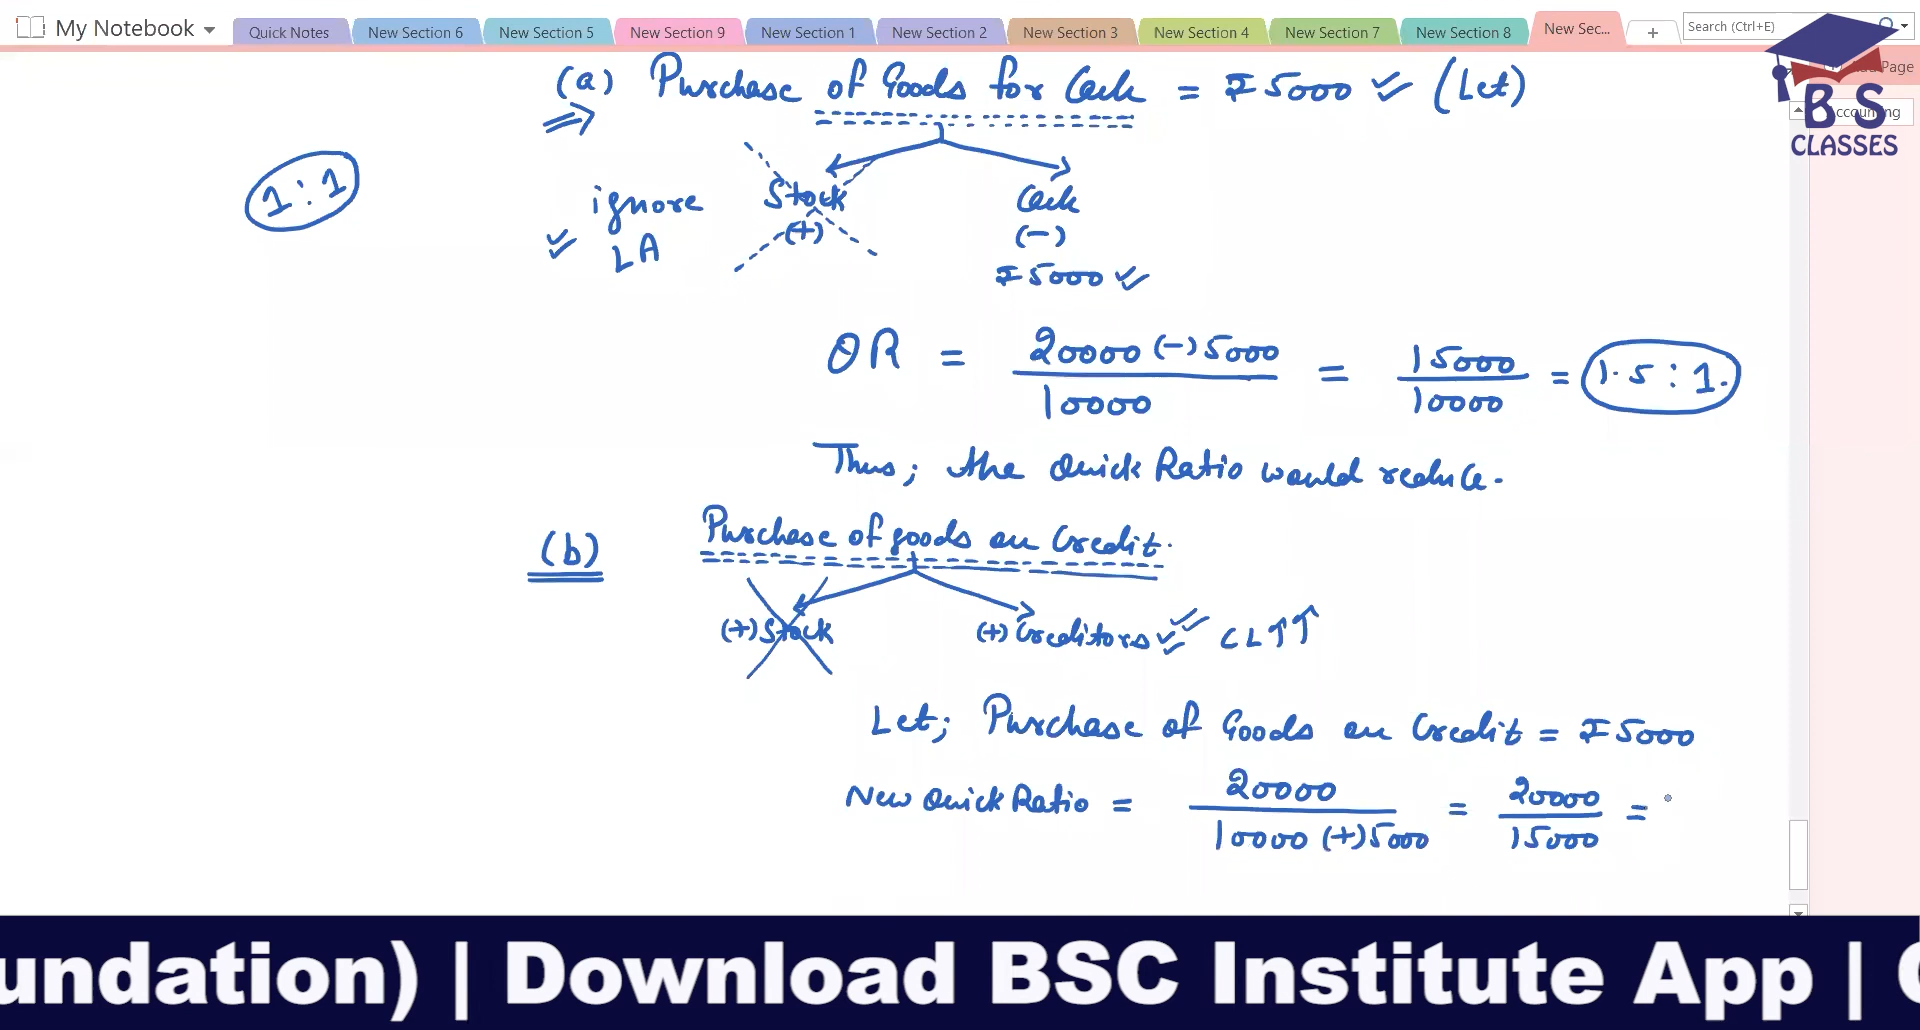 My Notebook
Quick Notes New Section 6 New Section 5 New Section 9 New Section 1 New Section 2 New Section 3 New Section 4 New Section 7 New Section 8 New Sec... +
Search (Ctrl+E)
Page
BS
CLASSES
ccounting
(a) Purchase of Goods for Cash = ₹5000 ✓ (Let)
1 : 1
ignore Stock Cash
LA (+) (-)
₹5000 ✓
QR = 20000 (-) 5000 / 10000 = 15000 / 10000 = 1.5 : 1.
Thus; the Quick Ratio would reduce.
(b) Purchase of goods on Credit.
(+) Stock (+) Creditors ✓ CL↑↑
Let; Purchase of Goods on Credit = ₹5000
New Quick Ratio = 20000 / 10000 (+) 5000 = 20000 / 15000 =
undation) | Download BSC Institute App |